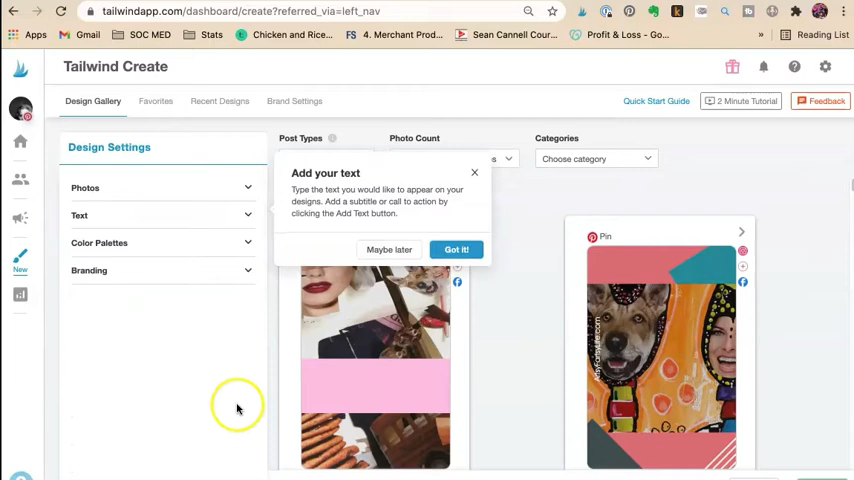 tailwindapp.com/dashboard/create?referred_via=left_nav
Apps
Gmail
SOC MED
Stats
Chicken and Rice...
4. Merchant Prod...
Sean Cannell Cour...
Profit & Loss - Go...
»
Reading List
Tailwind Create
Design Gallery
Favorites
Recent Designs
Brand Settings
Quick Start Guide
2 Minute Tutorial
Feedback
Design Settings
Photos
Text
Color Palettes
Branding
New
Post Types
Photo Count
Categories
Choose category
Add your text
Type the text you would like to appear on your
designs. Add a subtitle or call to action by
clicking the Add Text button.
Maybe later
Got it!
Pin
ArtsyFartsyLife.com